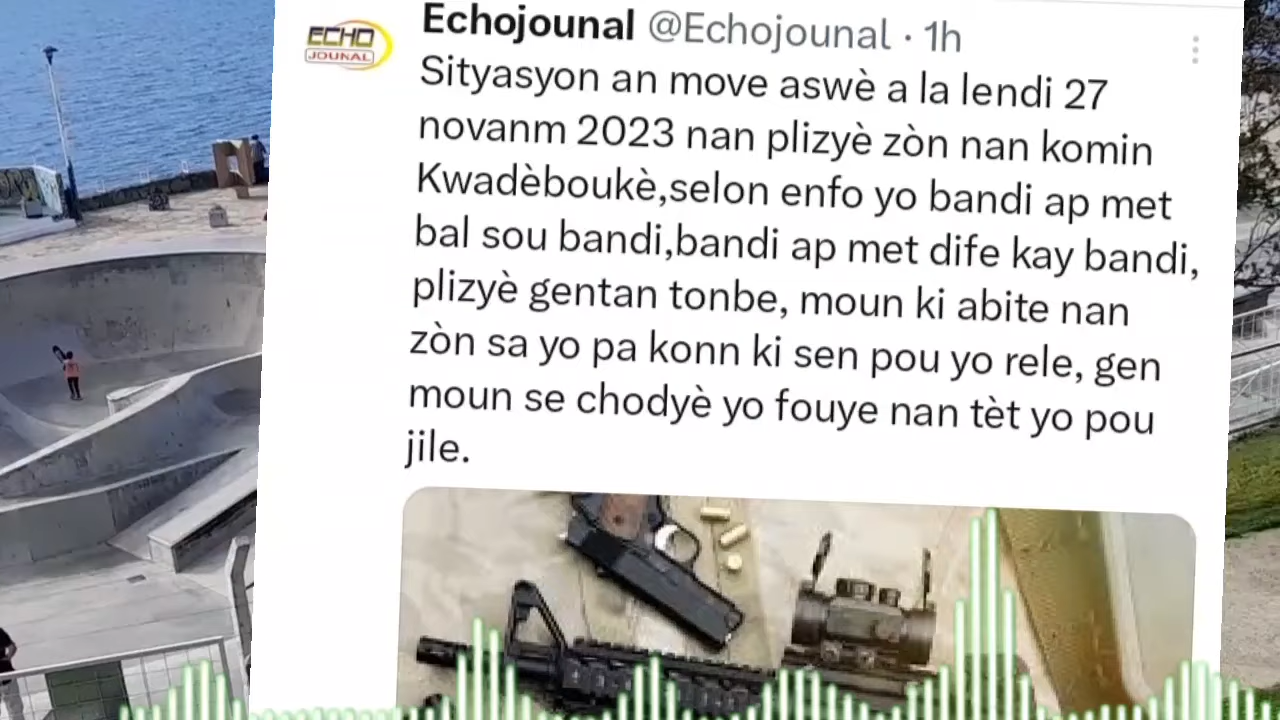 ECHO
JOUNAL
Echojounal @Echojounal · 1h
Sityasyon an move aswè a la lendi 27
novanm 2023 nan plizyè zòn nan komin
Kwadèboukè,selon enfo yo bandi ap met
bal sou bandi,bandi ap met dife kay bandi,
plizyè gentan tonbe, moun ki abite nan
zòn sa yo pa konn ki sen pou yo rele, gen
moun se chodyè yo fouye nan tèt yo pou
jile.